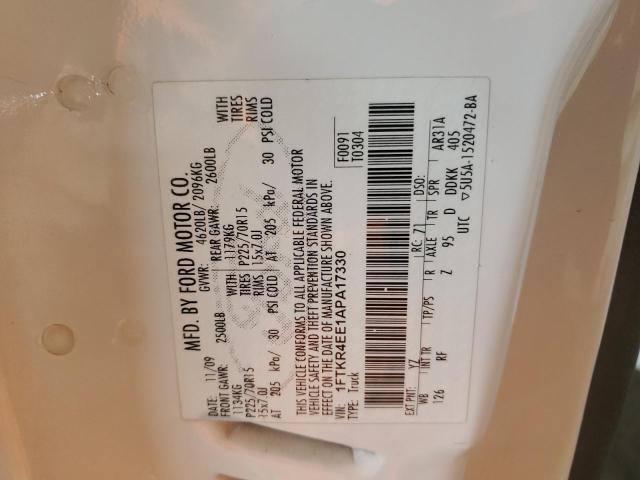 MFD. BY FORD MOTOR CO.
DATE: 11/09 GVWR: 4620LB/2096KG
FRONT GAWR: 2500LB REAR GAWR: 2600LB
1134KG WITH 1179KG WITH
P225/70R15 TIRES P225/70R15 TIRES
15x7.0J RIMS 15x7.0J RIMS
AT 205 kPa/ 30 PSI COLD AT 205 kPa/ 30 PSI COLD
THIS VEHICLE CONFORMS TO ALL APPLICABLE FEDERAL MOTOR
VEHICLE SAFETY AND THEFT PREVENTION STANDARDS IN
EFFECT ON THE DATE OF MANUFACTURE SHOWN ABOVE.
VIN: 1FTKR4EE1APA17330 F0091
TYPE: Truck T0304
EXT PNT: YZ RC: 71 DSO:
WB INT TR TP/PS R AXLE TR SPR AR31A
126 RF Z 95 D DDKK 405
UTC ▽5U5A-1520472-BA